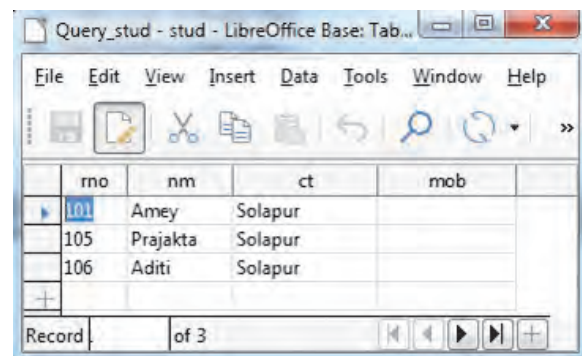 Query_stud - stud - LibreOffice Base: Tab...
File Edit View Insert Data Tools Window Help
»
rno nm ct mob
101 Amey Solapur
105 Prajakta Solapur
106 Aditi Solapur
Record of 3